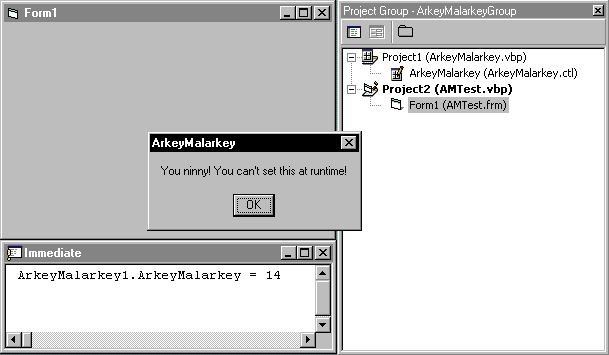 Form1
ArkeyMalarkey
You ninny! You can't set this at runtime!
OK
Immediate
ArkeyMalarkey1.ArkeyMalarkey = 14
Project Group - ArkeyMalarkeyGroup
Project1 (ArkeyMalarkey.vbp)
ArkeyMalarkey (ArkeyMalarkey.ctl)
Project2 (AMTest.vbp)
Form1 (AMTest.frm)